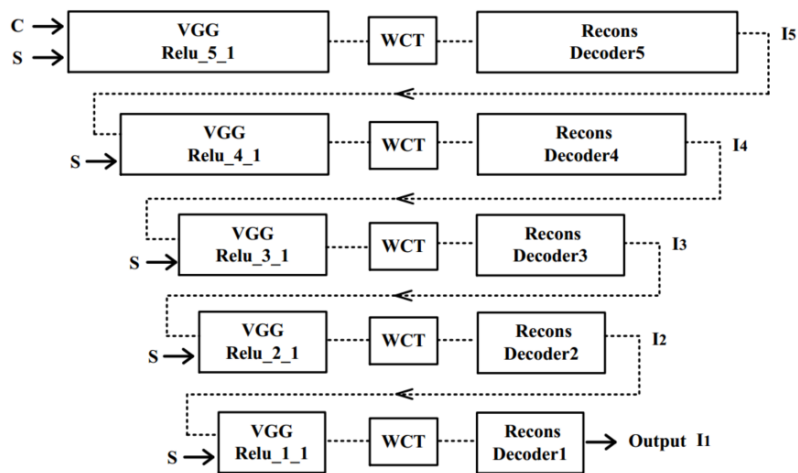 C
S
VGG
Relu_5_1
WCT
Recons
Decoder5
I5
S
VGG
Relu_4_1
WCT
Recons
Decoder4
I4
S
VGG
Relu_3_1
WCT
Recons
Decoder3
I3
S
VGG
Relu_2_1
WCT
Recons
Decoder2
I2
S
VGG
Relu_1_1
WCT
Recons
Decoder1
Output I1